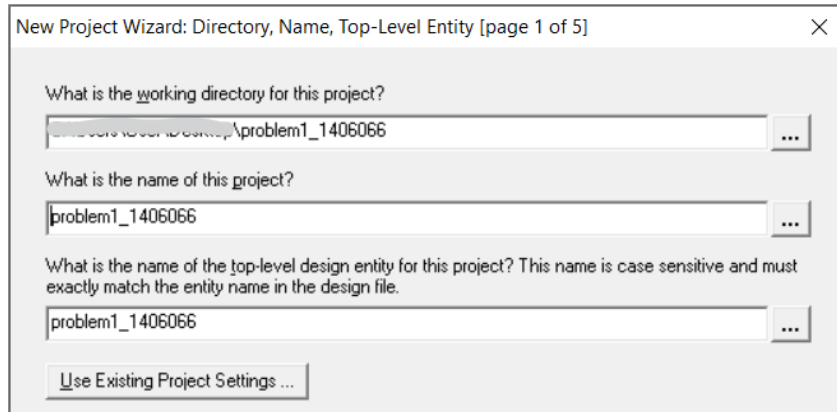 New Project Wizard: Directory, Name, Top-Level Entity [page 1 of 5]
What is the working directory for this project?
\problem1_1406066
...
What is the name of this project?
problem1_1406066
...
What is the name of the top-level design entity for this project? This name is case sensitive and must
exactly match the entity name in the design file.
problem1_1406066
...
Use Existing Project Settings ...